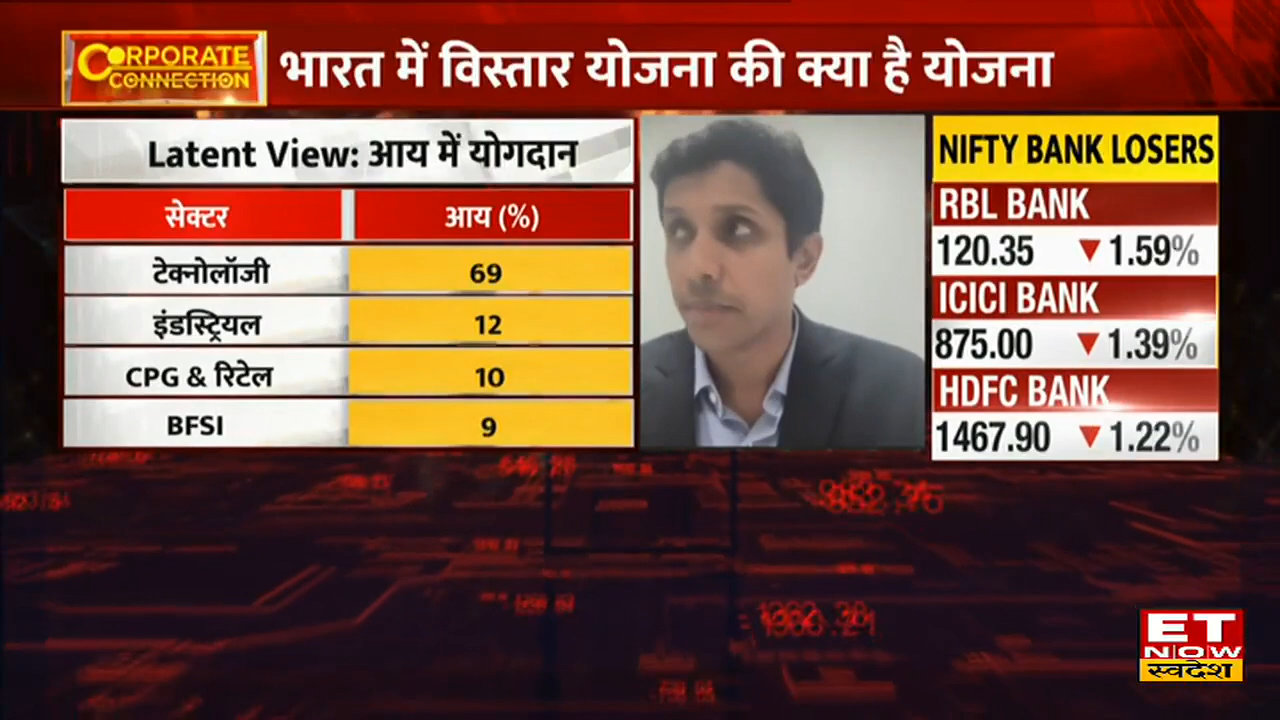 CORPORATE
CONNECTION
भारत में विस्तार योजना की क्या है योजना
Latent View: आय में योगदान
सेक्टर आय (%)
टेक्नोलॉजी 69
इंडस्ट्रियल 12
CPG & रिटेल 10
BFSI 9
NIFTY BANK LOSERS
RBL BANK
120.35 ▼ 1.59%
ICICI BANK
875.00 ▼ 1.39%
HDFC BANK
1467.90 ▼ 1.22%
ET
NOW
स्वदेश